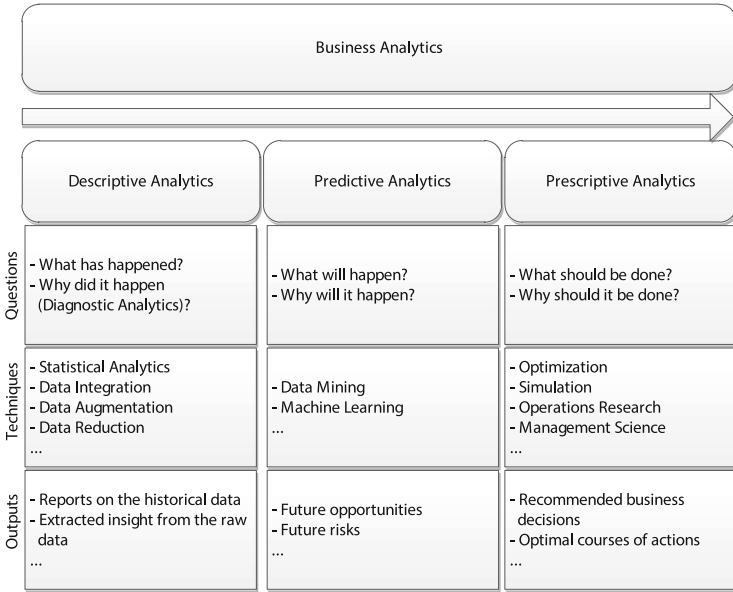 Business Analytics
Descriptive Analytics
Predictive Analytics
Prescriptive Analytics
Questions
- What has happened?
- Why did it happen
(Diagnostic Analytics)?
- What will happen?
- Why will it happen?
- What should be done?
- Why should it be done?
Techniques
- Statistical Analytics
- Data Integration
- Data Augmentation
- Data Reduction
...
- Data Mining
- Machine Learning
...
- Optimization
- Simulation
- Operations Research
- Management Science
...
Outputs
- Reports on the historical data
- Extracted insight from the raw
data
...
- Future opportunities
- Future risks
...
- Recommended business
decisions
- Optimal courses of actions
...